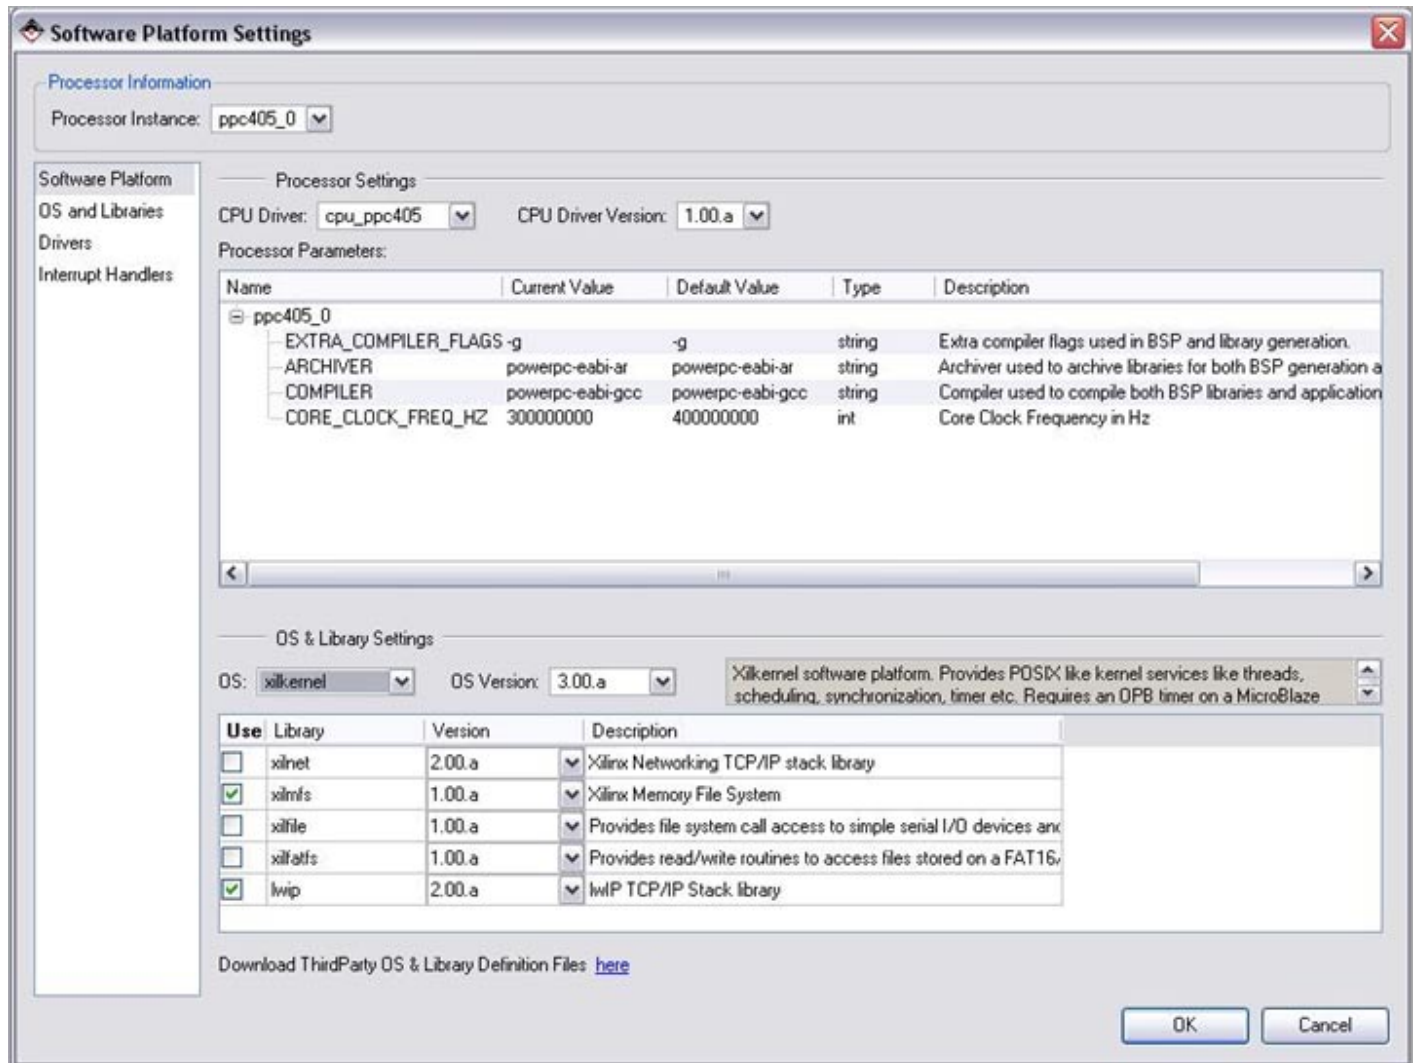 Software Platform Settings
Processor Information
Processor Instance: ppc405_0
Software Platform
OS and Libraries
Drivers
Interrupt Handlers
Processor Settings
CPU Driver: cpu_ppc405 CPU Driver Version: 1.00.a
Processor Parameters:
Name Current Value Default Value Type Description
ppc405_0
EXTRA_COMPILER_FLAGS -g -g string Extra compiler flags used in BSP and library generation.
ARCHIVER powerpc-eabi-ar powerpc-eabi-ar string Archiver used to archive libraries for both BSP generation a
COMPILER powerpc-eabi-gcc powerpc-eabi-gcc string Compiler used to compile both BSP libraries and application
CORE_CLOCK_FREQ_HZ 300000000 400000000 int Core Clock Frequency in Hz
OS & Library Settings
OS: xilkernel OS Version: 3.00.a
Xilkernel software platform. Provides POSIX like kernel services like threads,
scheduling, synchronization, timer etc. Requires an OPB timer on a MicroBlaze
Use Library Version Description
xilnet 2.00.a Xilinx Networking TCP/IP stack library
xilmfs 1.00.a Xilinx Memory File System
xilfile 1.00.a Provides file system call access to simple serial I/O devices and
xilfatfs 1.00.a Provides read/write routines to access files stored on a FAT16/
lwip 2.00.a lwIP TCP/IP Stack library
Download ThirdParty OS & Library Definition Files here
OK Cancel